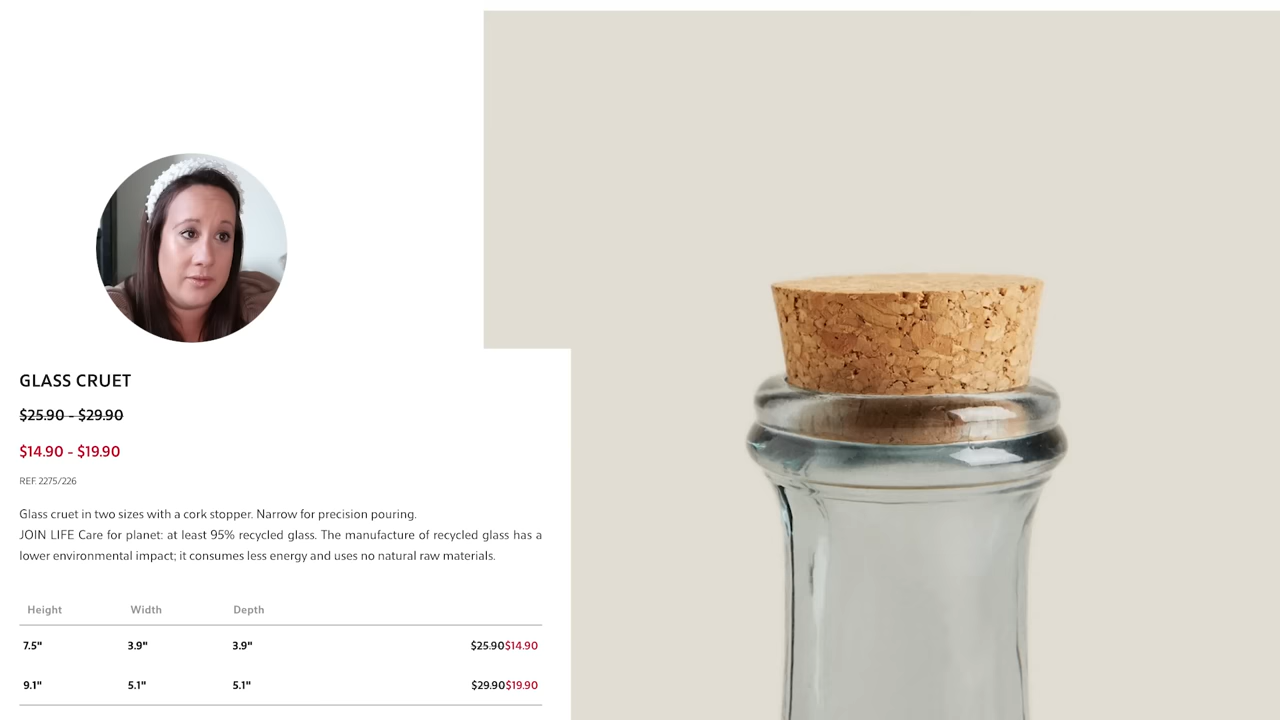 GLASS CRUET
$25.90 - $29.90
$14.90 - $19.90
REF. 2275/226
Glass cruet in two sizes with a cork stopper. Narrow for precision pouring.
JOIN LIFE Care for planet: at least 95% recycled glass. The manufacture of recycled glass has a
lower environmental impact; it consumes less energy and uses no natural raw materials.
Height Width Depth
7.5" 3.9" 3.9" $25.90$14.90
9.1" 5.1" 5.1" $29.90$19.90